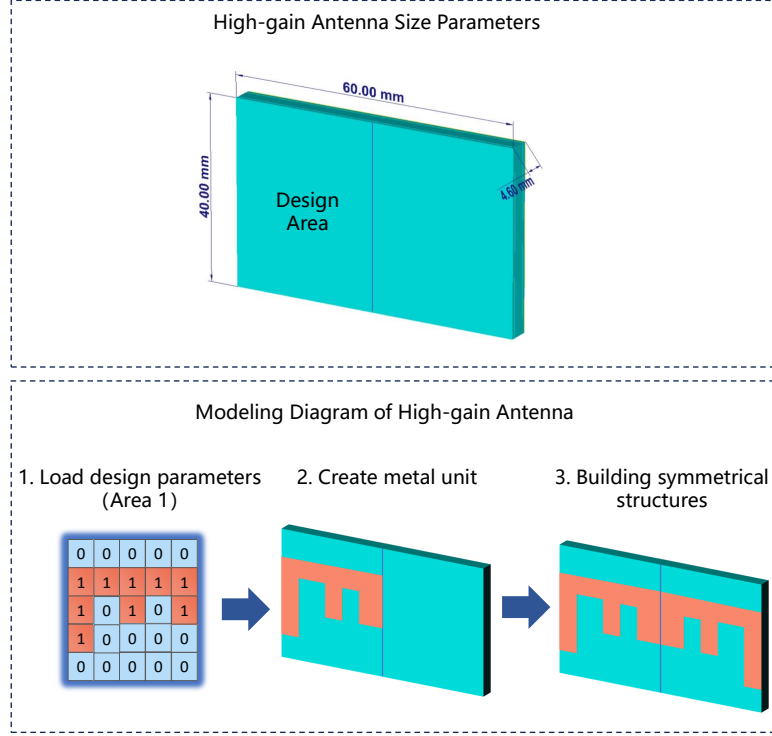 High-gain Antenna Size Parameters
60.00 mm
40.00 mm
4.60 mm
Design
Area
Modeling Diagram of High-gain Antenna
1. Load design parameters
(Area 1)
2. Create metal unit
3. Building symmetrical
structures
0 0 0 0 0
1 1 1 1 1
1 0 1 0 1
1 0 0 0 0
0 0 0 0 0